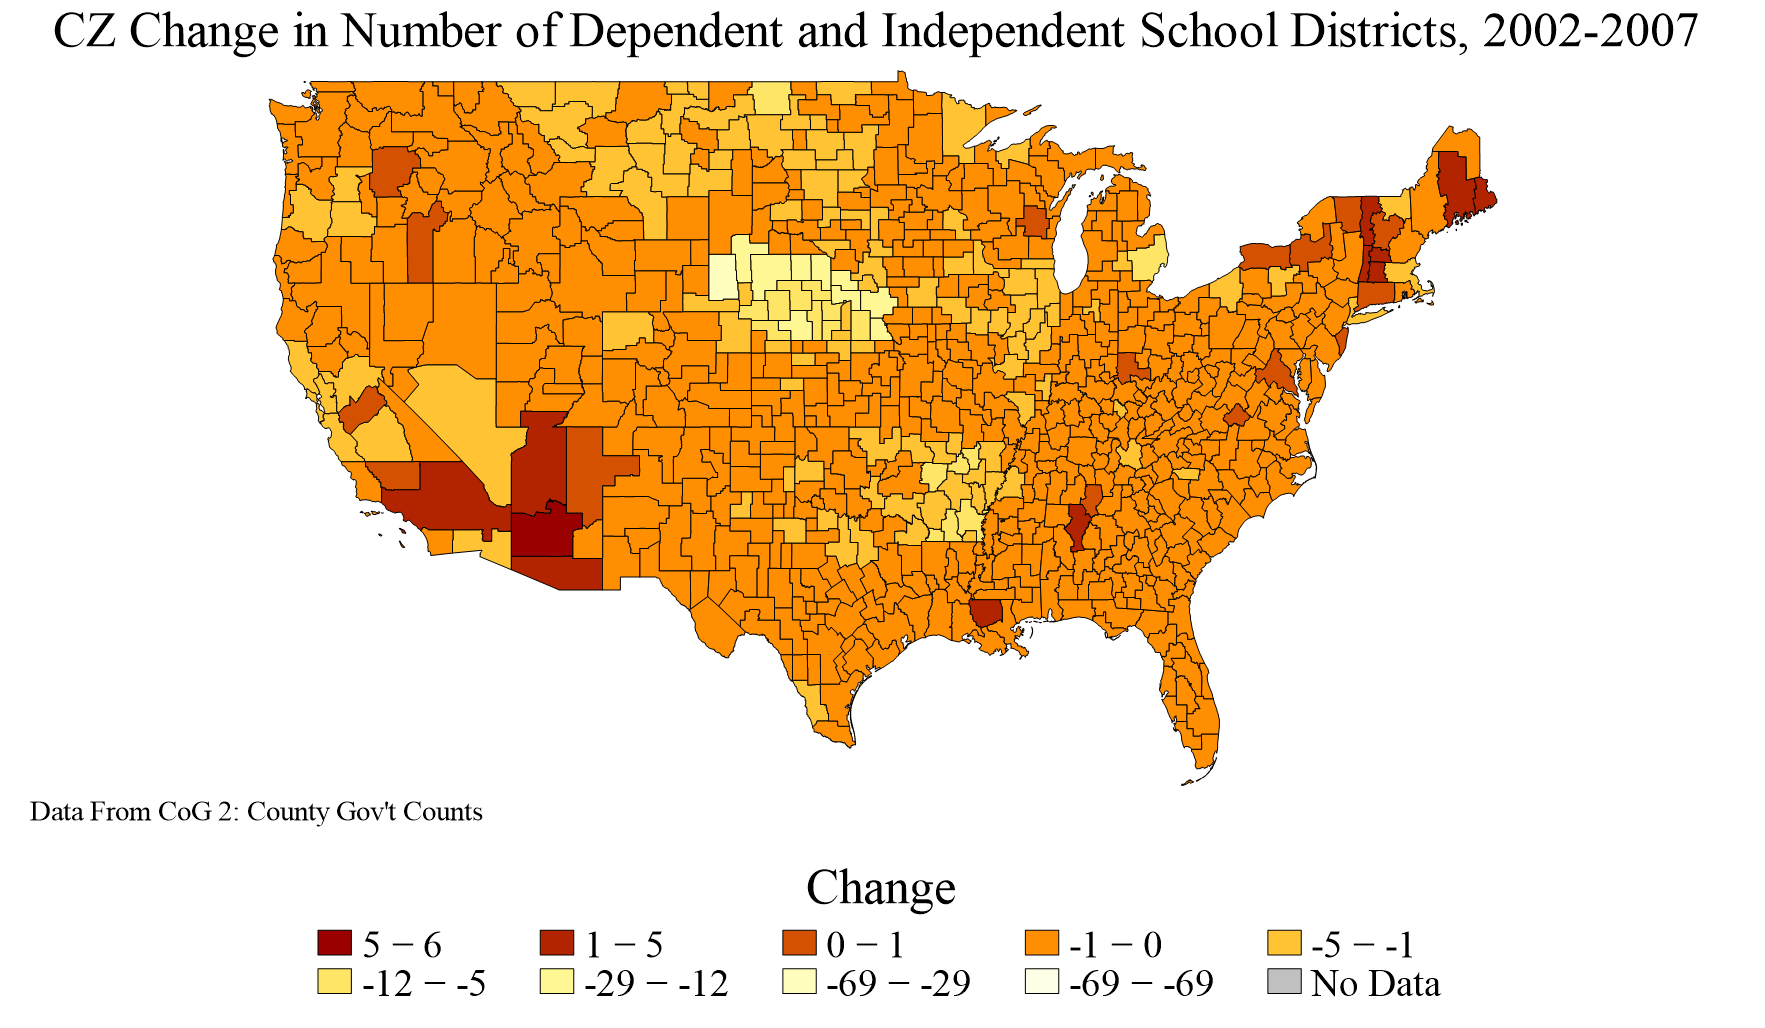 CZ Change in Number of Dependent and Independent School Districts, 2002-2007
Data From CoG 2: County Gov't Counts
Change
5 − 6 1 − 5 0 − 1 -1 − 0 -5 − -1
-12 − -5 -29 − -12 -69 − -29 -69 − -69 No Data